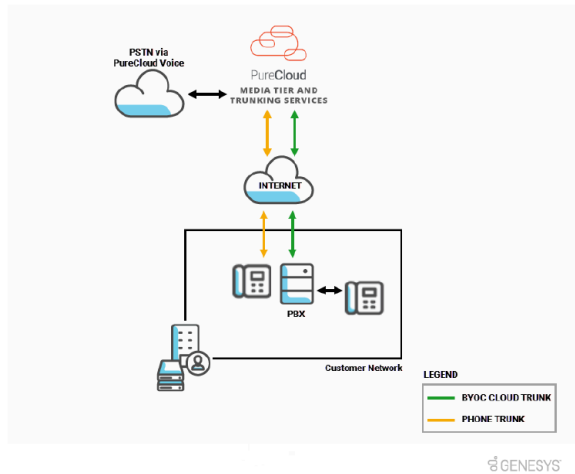 PSTN via
PureCloud Voice
PureCloud
MEDIA TIER AND
TRUNKING SERVICES
INTERNET
PBX
Customer Network
LEGEND
BYOC CLOUD TRUNK
PHONE TRUNK
GENESYS